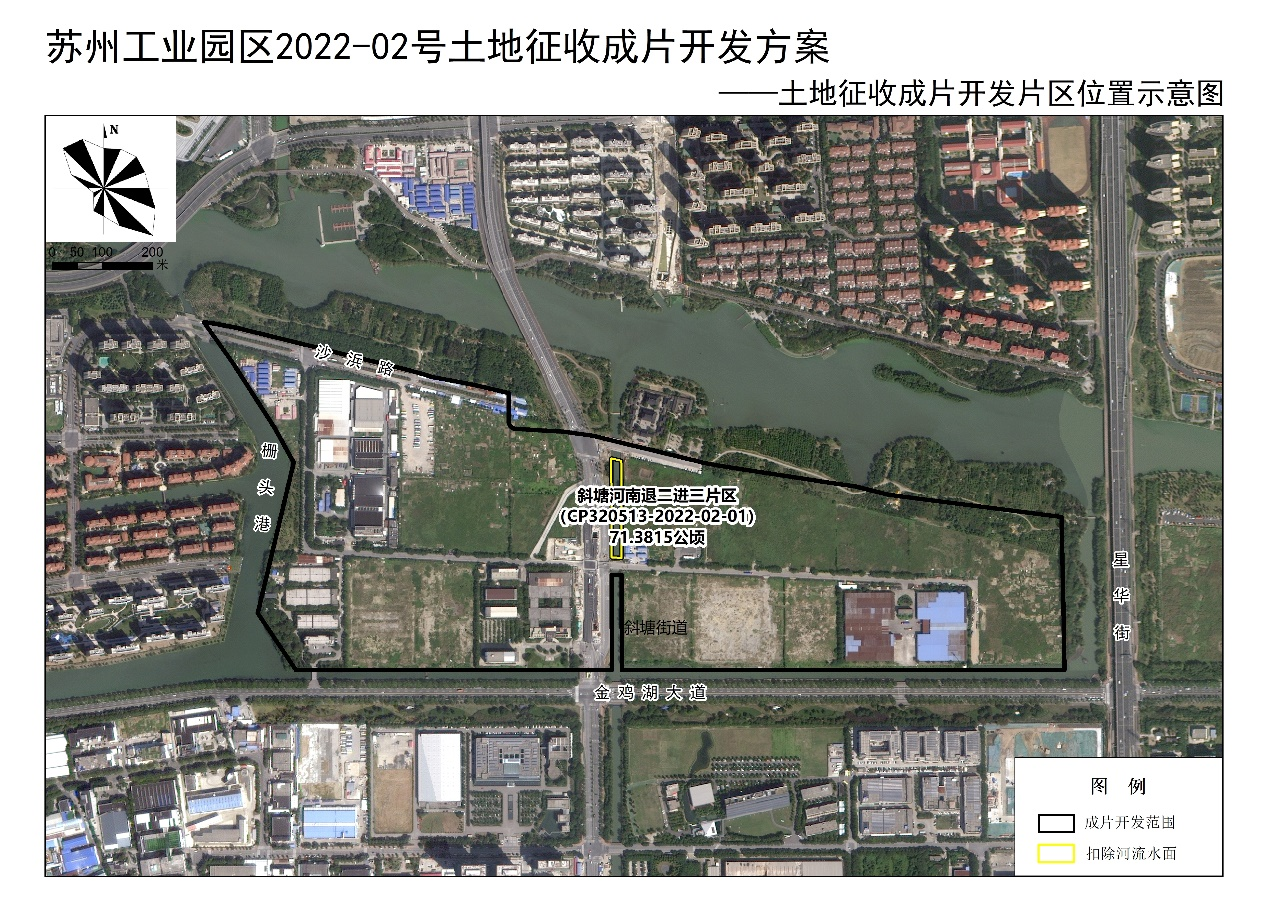 苏州工业园区2022-02号土地征收成片开发方案
——土地征收成片开发片区位置示意图
N
0 50 100 200
米
沙浜路
栅头港
斜塘河南退二进三片区
(CP320513-2022-02-01)
71.3815公顷
星华街
斜塘街道
金鸡湖大道
图 例
成片开发范围
扣除河流水面